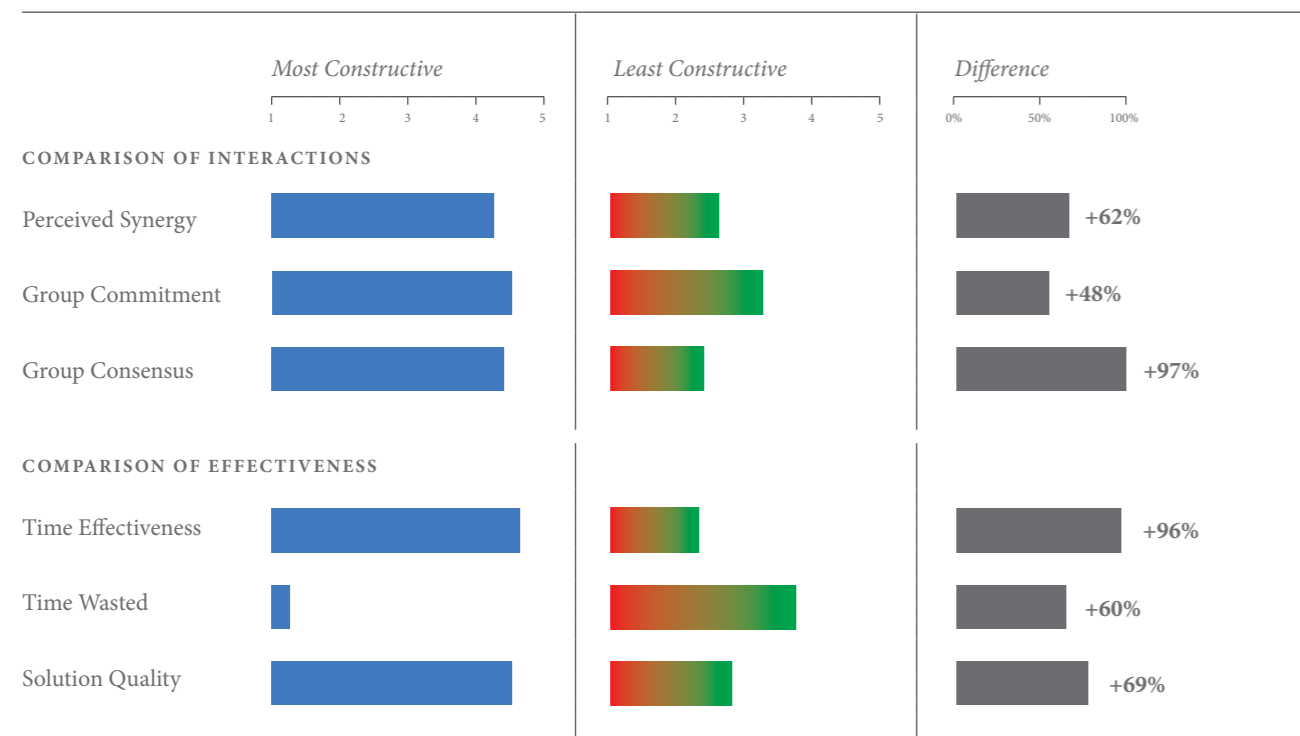 Most Constructive Least Constructive Difference
1 2 3 4 5 1 2 3 4 5 0% 50% 100%
COMPARISON OF INTERACTIONS
Perceived Synergy +62%
Group Commitment +48%
Group Consensus +97%
COMPARISON OF EFFECTIVENESS
Time Effectiveness +96%
Time Wasted +60%
Solution Quality +69%